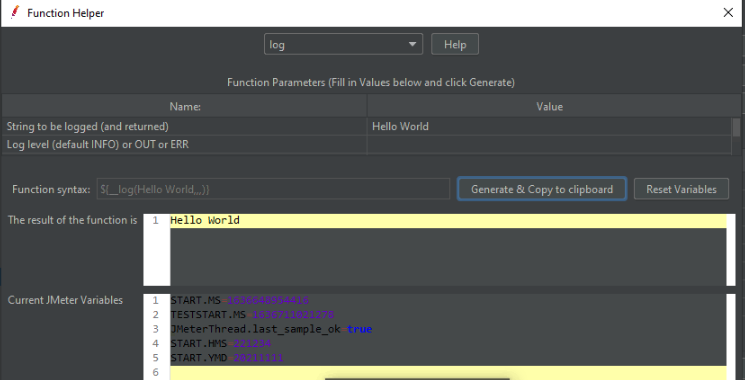 Function Helper
log Help
Function Parameters (Fill in Values below and click Generate)
Name: Value
String to be logged (and returned) Hello World
Log level (default INFO) or OUT or ERR
Function syntax: ${__log(Hello World,,,)} Generate & Copy to clipboard Reset Variables
The result of the function is 1 Hello World
Current JMeter Variables 1 START.MS=1636648954416
2 TESTSTART.MS=1636711021278
3 JMeterThread.last_sample_ok=true
4 START.HMS=221234
5 START.YMD=20211111
6